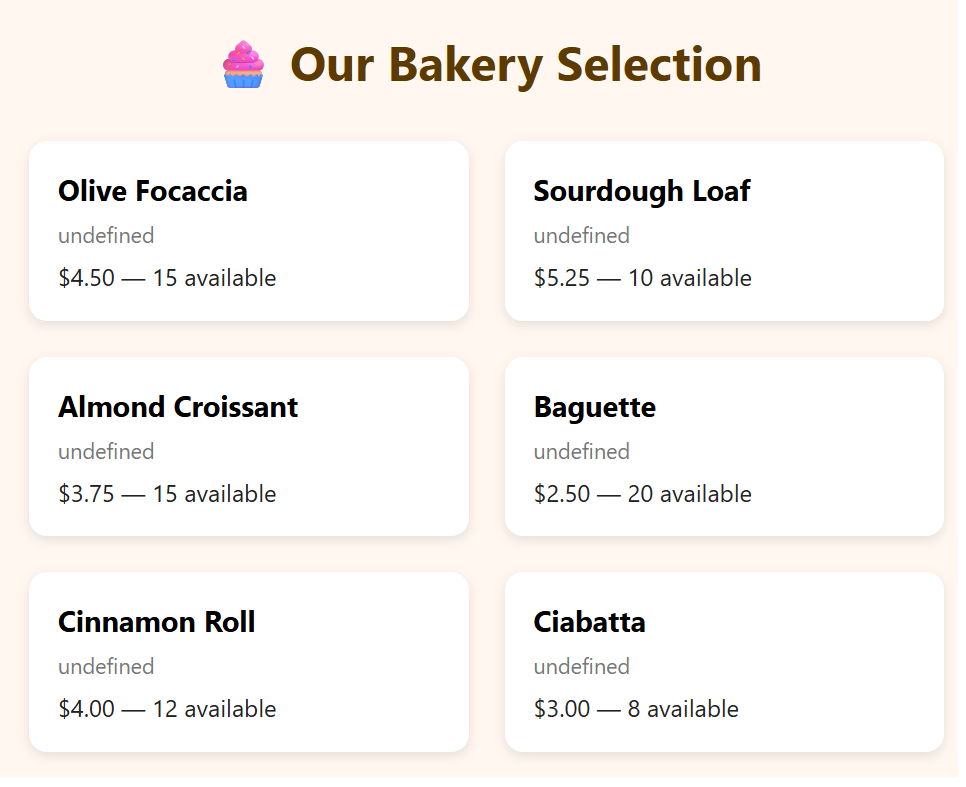 🧁 Our Bakery Selection
Olive Focaccia
undefined
$4.50 — 15 available
Sourdough Loaf
undefined
$5.25 — 10 available
Almond Croissant
undefined
$3.75 — 15 available
Baguette
undefined
$2.50 — 20 available
Cinnamon Roll
undefined
$4.00 — 12 available
Ciabatta
undefined
$3.00 — 8 available